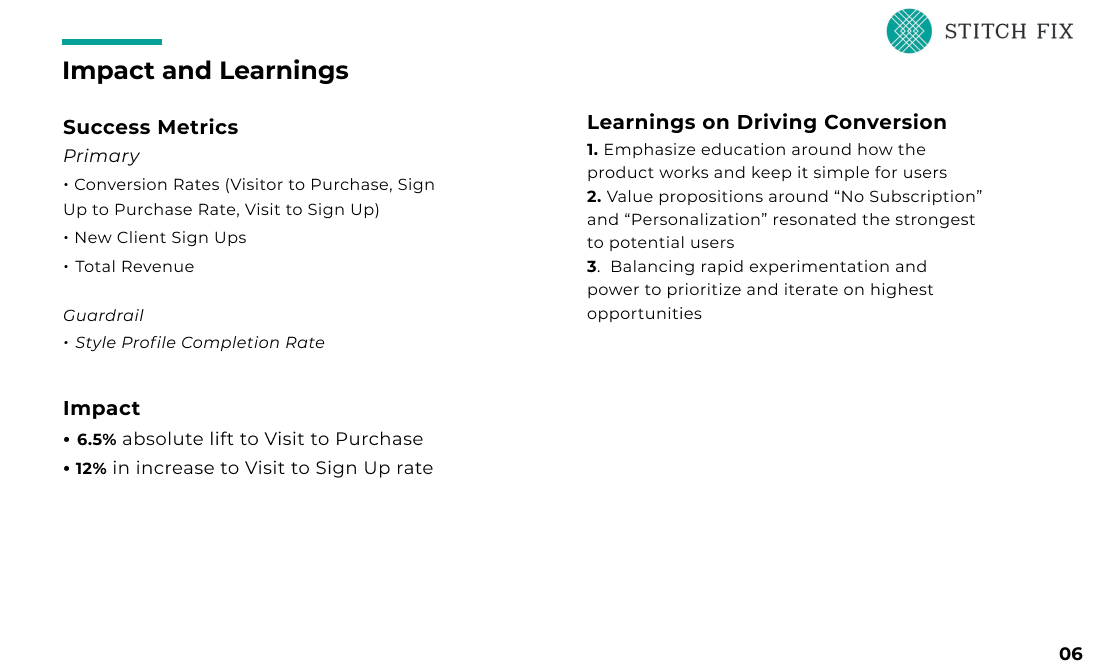 STITCH FIX
Impact and Learnings
Success Metrics
Primary
• Conversion Rates (Visitor to Purchase, Sign
Up to Purchase Rate, Visit to Sign Up)
• New Client Sign Ups
• Total Revenue
Guardrail
• Style Profile Completion Rate
Impact
• 6.5% absolute lift to Visit to Purchase
• 12% in increase to Visit to Sign Up rate
Learnings on Driving Conversion
1. Emphasize education around how the
product works and keep it simple for users
2. Value propositions around “No Subscription”
and “Personalization” resonated the strongest
to potential users
3.  Balancing rapid experimentation and
power to prioritize and iterate on highest
opportunities
06